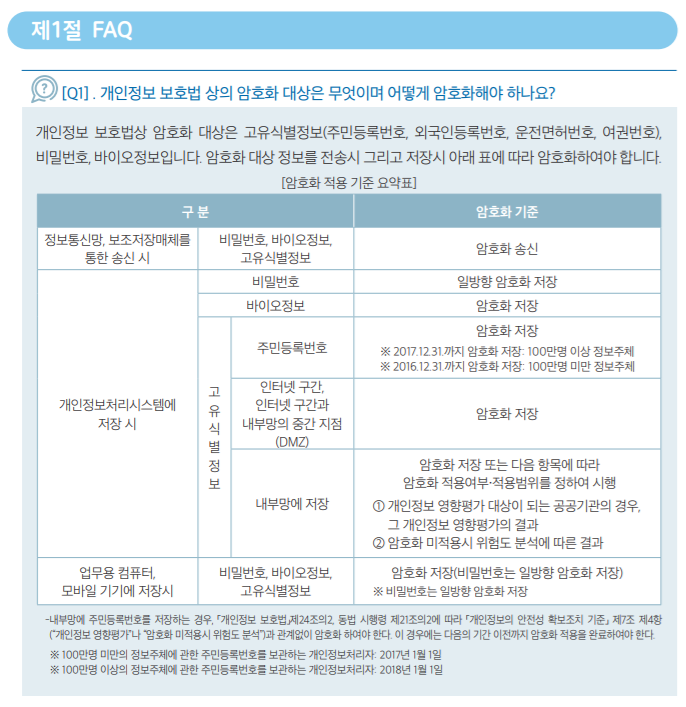 제1절 FAQ
[Q1] . 개인정보 보호법 상의 암호화 대상은 무엇이며 어떻게 암호화해야 하나요?
개인정보 보호법상 암호화 대상은 고유식별정보(주민등록번호, 외국인등록번호, 운전면허번호, 여권번호),
비밀번호, 바이오정보입니다. 암호화 대상 정보를 전송시 그리고 저장시 아래 표에 따라 암호화하여야 합니다.
[암호화 적용 기준 요약표]
구 분
암호화 기준
정보통신망, 보조저장매체를
통한 송신 시
비밀번호, 바이오정보,
고유식별정보
암호화 송신
개인정보처리시스템에
저장 시
비밀번호
일방향 암호화 저장
바이오정보
암호화 저장
고
유
식
별
정
보
주민등록번호
암호화 저장
※ 2017.12.31.까지 암호화 저장: 100만명 이상 정보주체
※ 2016.12.31.까지 암호화 저장: 100만명 미만 정보주체
인터넷 구간,
인터넷 구간과
내부망의 중간 지점
(DMZ)
암호화 저장
내부망에 저장
암호화 저장 또는 다음 항목에 따라
암호화 적용여부·적용범위를 정하여 시행
① 개인정보 영향평가 대상이 되는 공공기관의 경우,
그 개인정보 영향평가의 결과
② 암호화 미적용시 위험도 분석에 따른 결과
업무용 컴퓨터,
모바일 기기에 저장시
비밀번호, 바이오정보,
고유식별정보
암호화 저장(비밀번호는 일방향 암호화 저장)
※ 비밀번호는 일방향 암호화 저장
-내부망에 주민등록번호를 저장하는 경우, 「개인정보 보호법」제24조의2, 동법 시행령 제21조의2에 따라 「개인정보의 안전성 확보조치 기준」 제7조 제4항
("개인정보 영향평가"나 "암호화 미적용시 위험도 분석")과 관계없이 암호화 하여야 한다. 이 경우에는 다음의 기간 이전까지 암호화 적용을 완료하여야 한다.
※ 100만명 미만의 정보주체에 관한 주민등록번호를 보관하는 개인정보처리자: 2017년 1월 1일
※ 100만명 이상의 정보주체에 관한 주민등록번호를 보관하는 개인정보처리자: 2018년 1월 1일